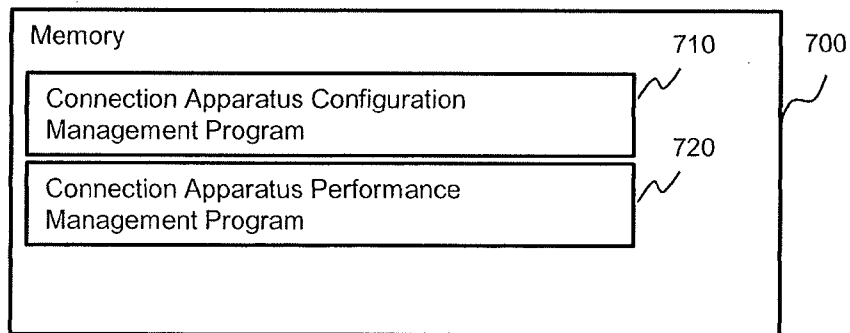 Memory
710
700
Connection Apparatus Configuration
Management Program
720
Connection Apparatus Performance
Management Program